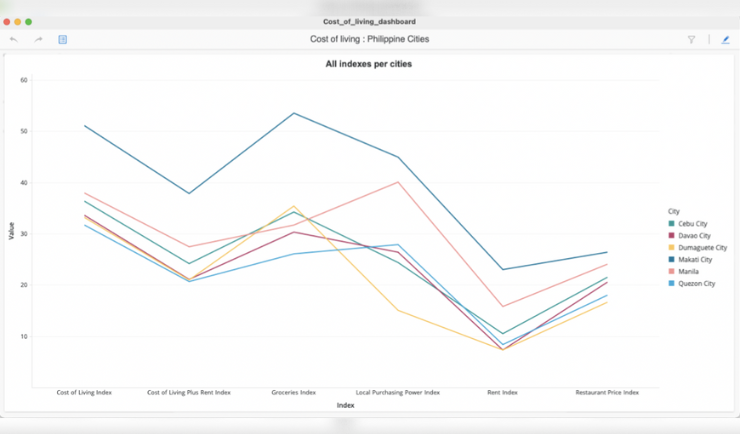 Cost_of_living_dashboard
Cost of living : Philippine Cities
All indexes per cities
60
50
40
30
20
10
Value
Cost of Living Index
Cost of Living Plus Rent Index
Groceries Index
Local Purchasing Power Index
Rent Index
Restaurant Price Index
Index
City
Cebu City
Davao City
Dumaguete City
Makati City
Manila
Quezon City